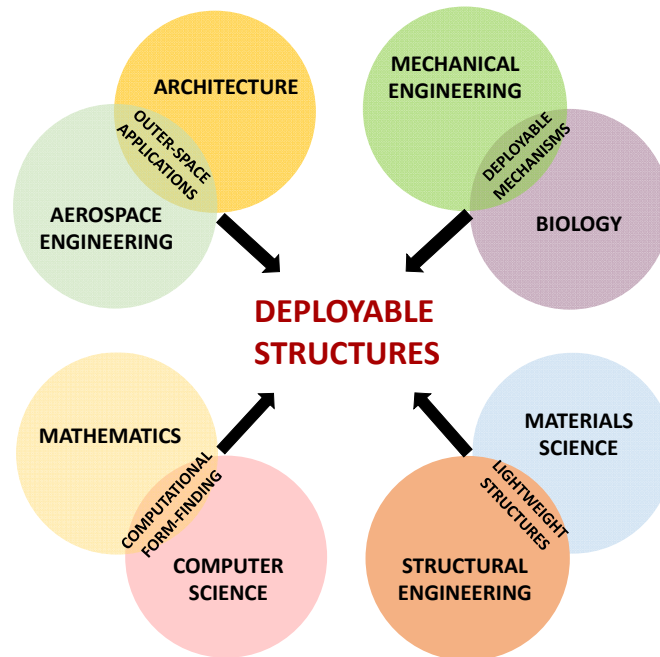 ARCHITECTURE
OUTER-SPACE
APPLICATIONS
AEROSPACE
ENGINEERING
MECHANICAL
ENGINEERING
DEPLOYABLE
MECHANISMS
BIOLOGY
DEPLOYABLE
STRUCTURES
MATHEMATICS
COMPUTATIONAL
FORM-FINDING
COMPUTER
SCIENCE
MATERIALS
SCIENCE
LIGHTWEIGHT
STRUCTURES
STRUCTURAL
ENGINEERING